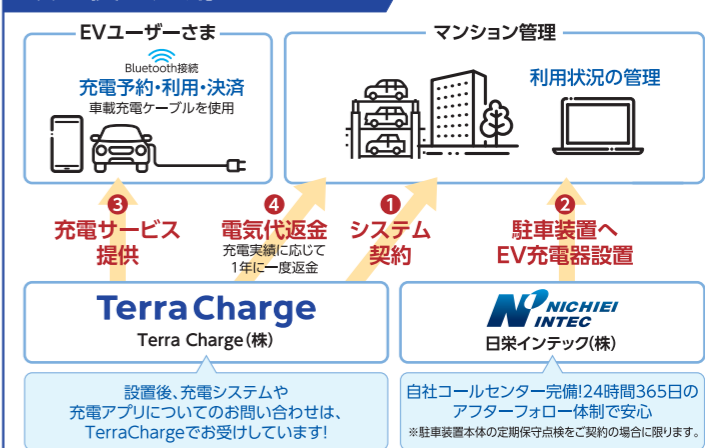 EVユーザーさま
Bluetooth接続
充電予約・利用・決済
車載充電ケーブルを使用
マンション管理
利用状況の管理
❸
充電サービス
提供
❹
電気代返金
充電実績に応じて
1年に一度返金
❶
システム
契約
❷
駐車装置へ
EV充電器設置
Terra Charge
Terra Charge(株)
NICHIEI
INTEC
日栄インテック(株)
設置後、充電システムや
充電アプリについてのお問い合わせは、
TerraChargeでお受けしています!
自社コールセンター完備!24時間365日の
アフターフォロー体制で安心
※駐車装置本体の定期保守点検をご契約の場合に限ります。